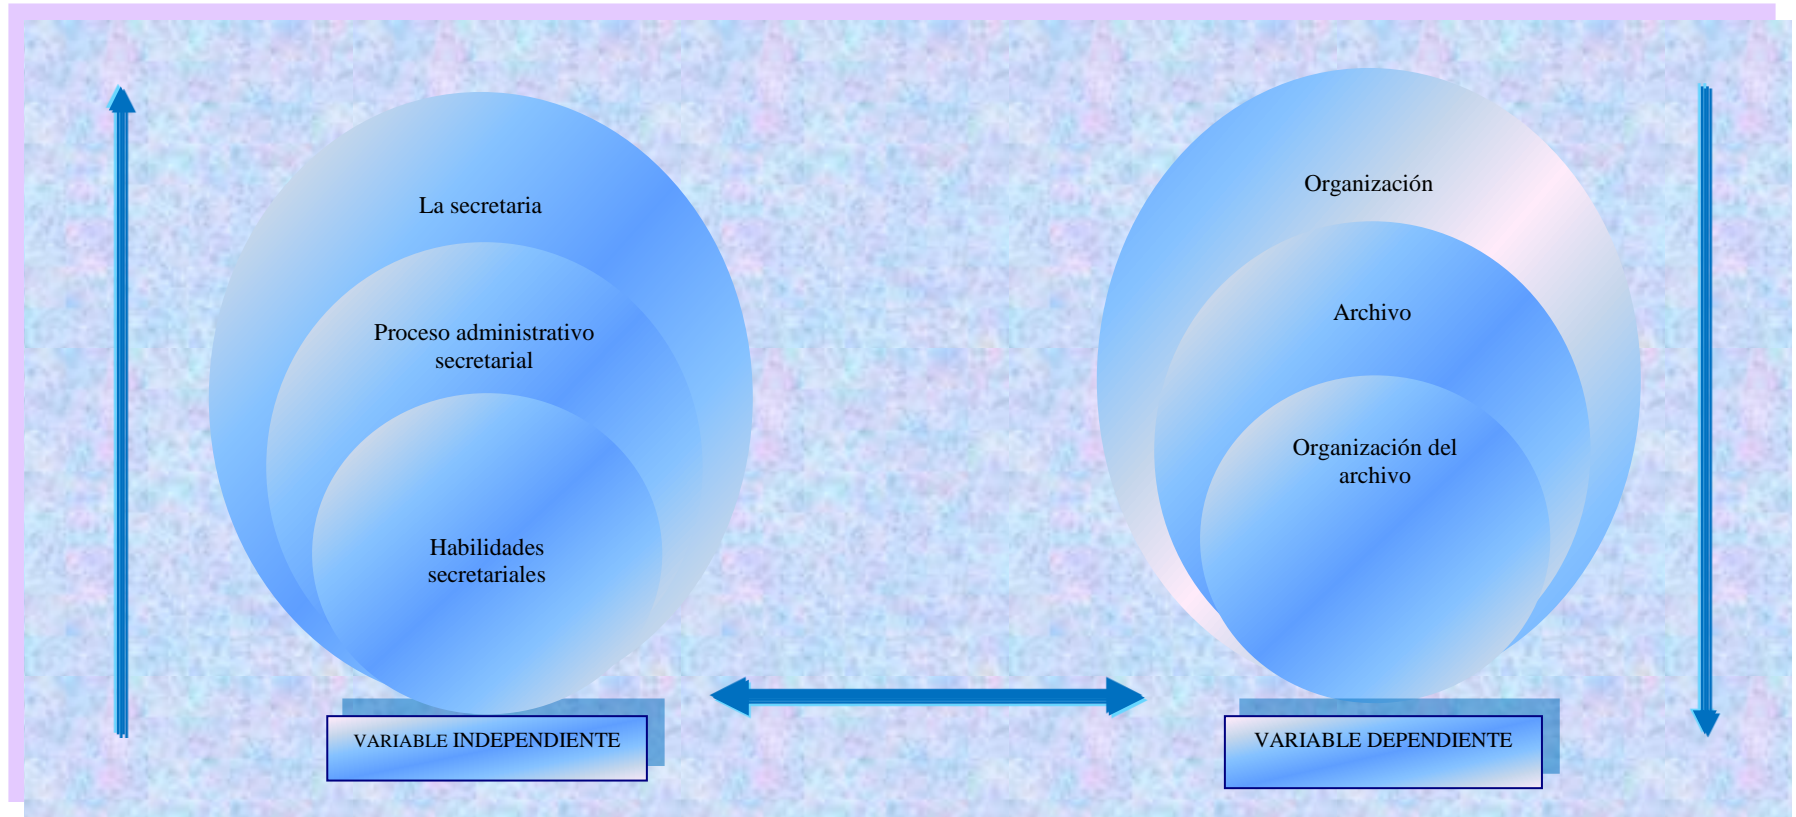 La secretaria
Proceso administrativo
secretarial
Habilidades
secretariales
VARIABLE INDEPENDIENTE
Organización
Archivo
Organización del
archivo
VARIABLE DEPENDIENTE